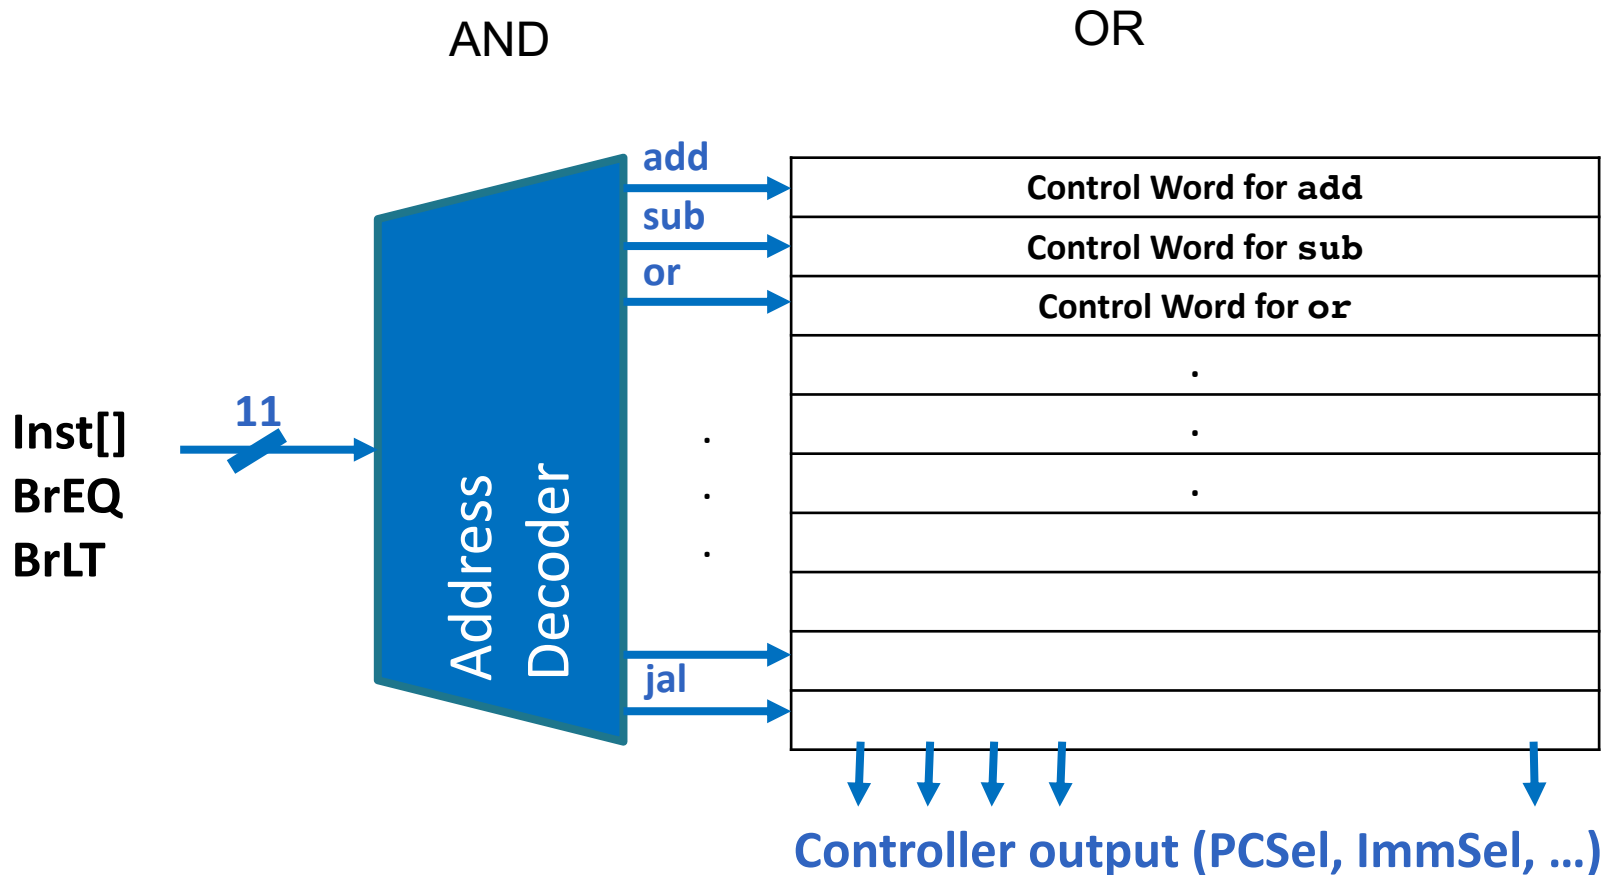 AND
OR
add
sub
or
Control Word for add
Control Word for sub
Control Word for or
.
.
.
11
Inst[]
BrEQ
BrLT
Address
Decoder
.
.
.
jal
Controller output (PCSel, ImmSel, …)